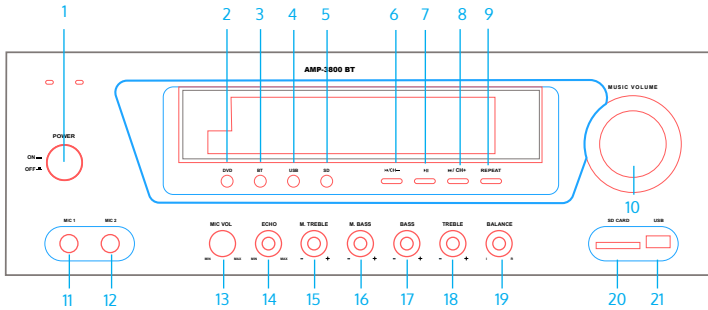 1 2 3 4 5 6 7 8 9
AMP-3800 BT
MUSIC VOLUME
POWER
ON
OFF
DVD BT USB SD ⏮/CH− ⏯ ⏭/ CH+ REPEAT
10
MIC 1 MIC 2 MIC VOL ECHO M. TREBLE M. BASS BASS TREBLE BALANCE SD CARD USB
MIN MAX MIN MAX - + - + - + - + R
11 12 13 14 15 16 17 18 19 20 21